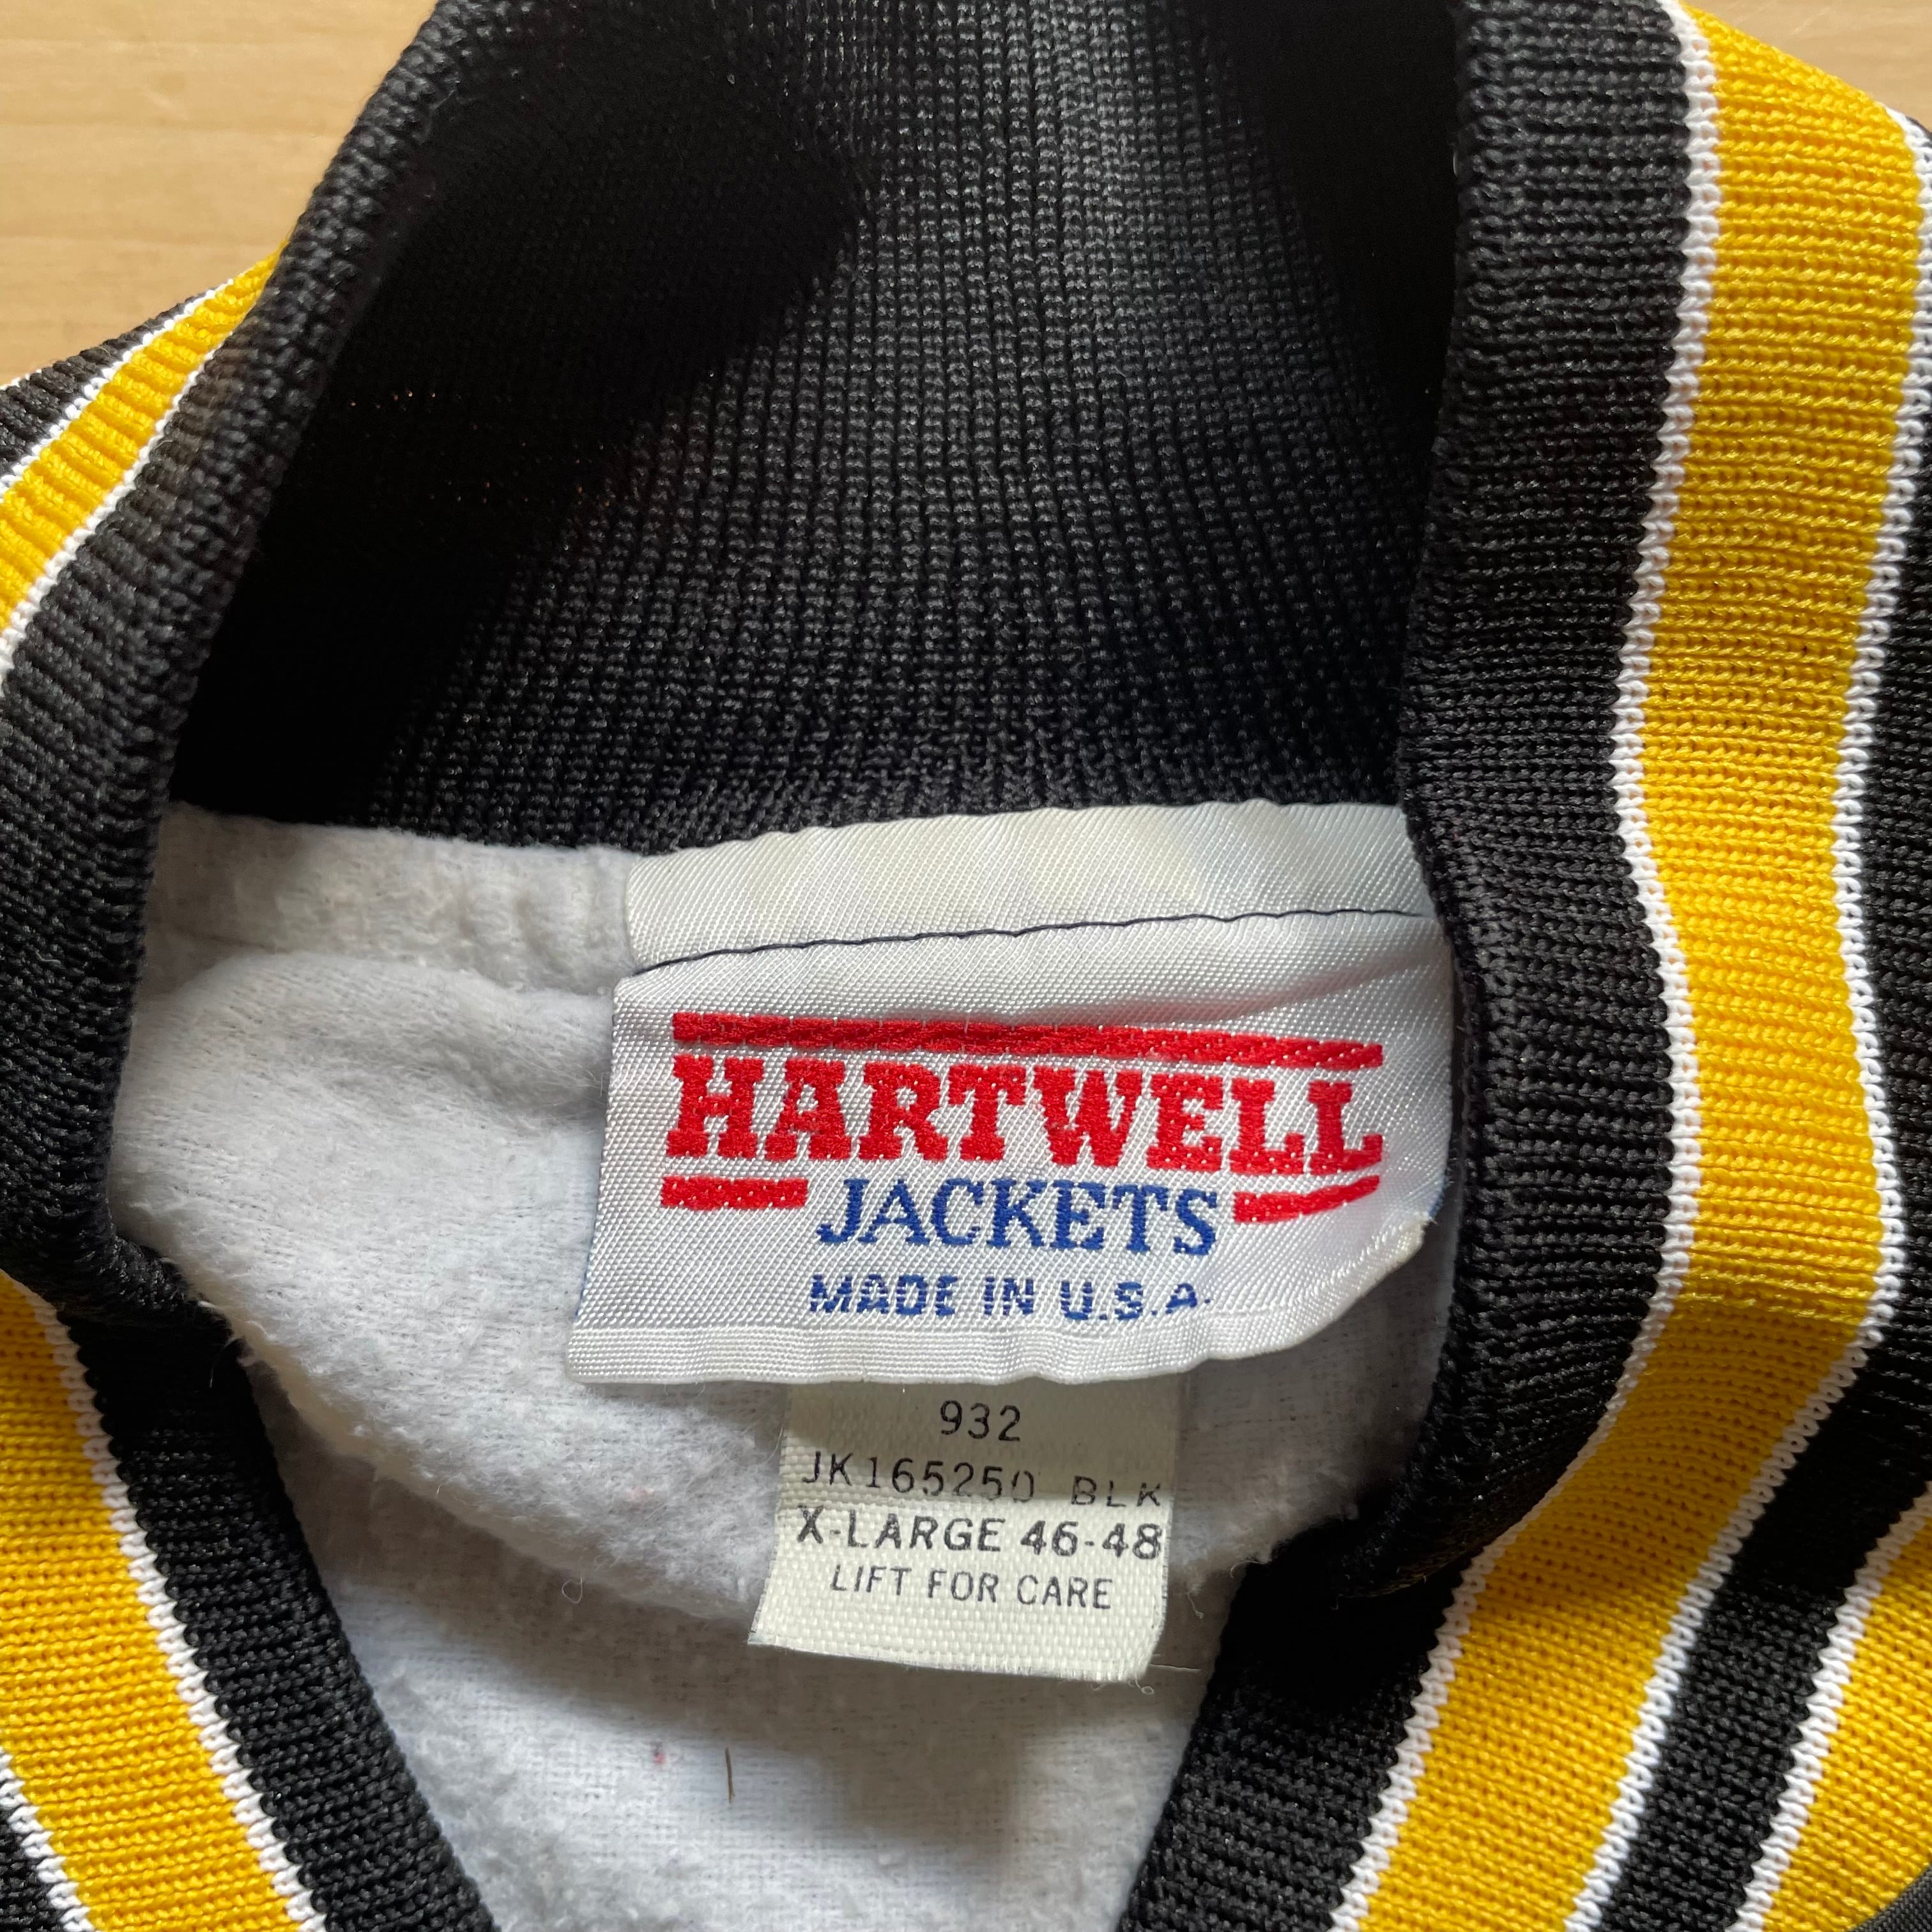 HARTWELL
JACKETS
MADE IN U.S.A.
932
JK165250 BLK
X-LARGE 46-48
LIFT FOR CARE